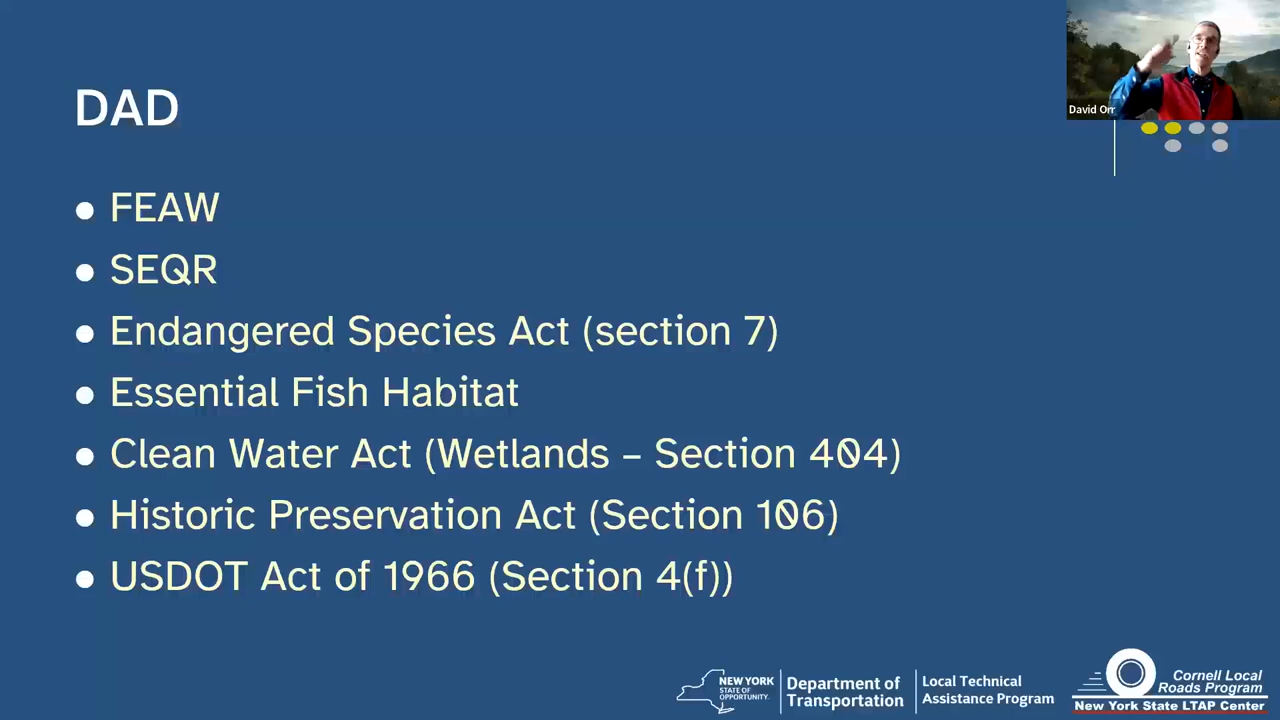 DAD
David Orr
● FEAW
● SEQR
● Endangered Species Act (section 7)
● Essential Fish Habitat
● Clean Water Act (Wetlands – Section 404)
● Historic Preservation Act (Section 106)
● USDOT Act of 1966 (Section 4(f))
NEW YORK
STATE OF
OPPORTUNITY.
Department of
Transportation
Local Technical
Assistance Program
Cornell Local
Roads Program
New York State LTAP Center